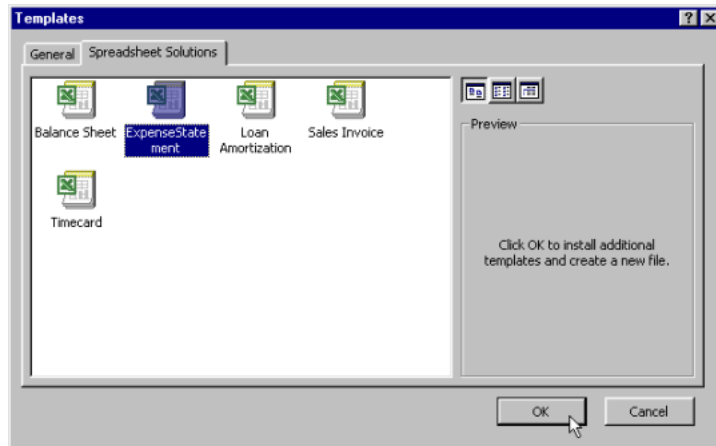 Templates
General
Spreadsheet Solutions
Balance Sheet
ExpenseState
ment
Loan
Amortization
Sales Invoice
Timecard
Preview
Click OK to install additional
templates and create a new file.
OK
Cancel